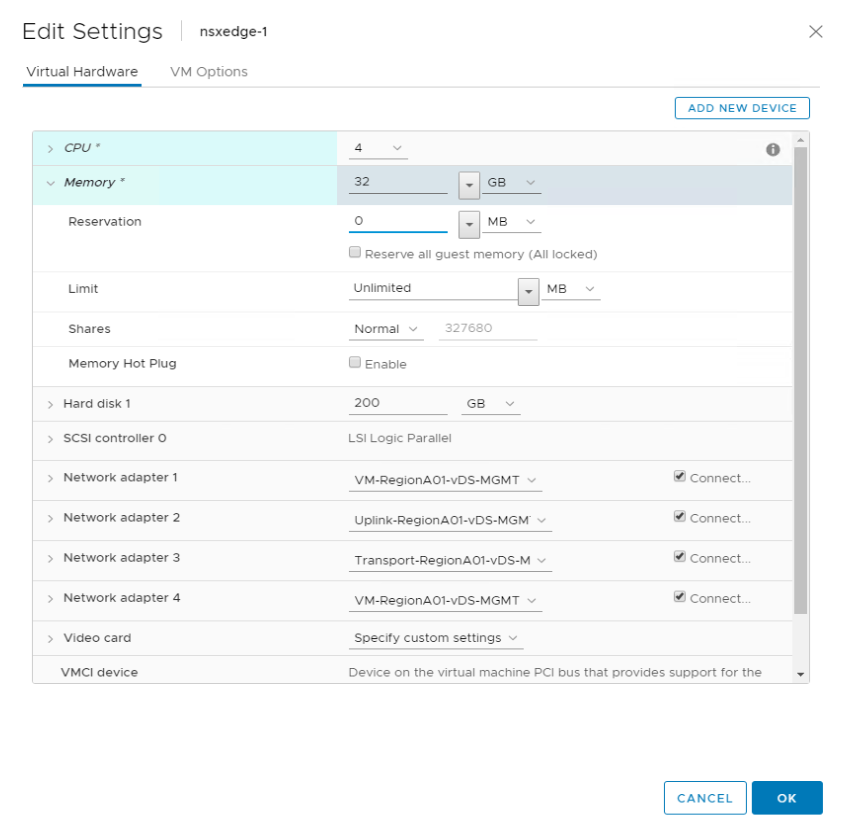 Edit Settings nsxedge-1
Virtual Hardware VM Options
ADD NEW DEVICE
CPU * 4
Memory * 32 GB
Reservation 0 MB
Reserve all guest memory (All locked)
Limit Unlimited MB
Shares Normal 327680
Memory Hot Plug Enable
Hard disk 1 200 GB
SCSI controller 0 LSI Logic Parallel
Network adapter 1 VM-RegionA01-vDS-MGMT Connect...
Network adapter 2 Uplink-RegionA01-vDS-MGM Connect...
Network adapter 3 Transport-RegionA01-vDS-M Connect...
Network adapter 4 VM-RegionA01-vDS-MGMT Connect...
Video card Specify custom settings
VMCI device Device on the virtual machine PCI bus that provides support for the
CANCEL OK